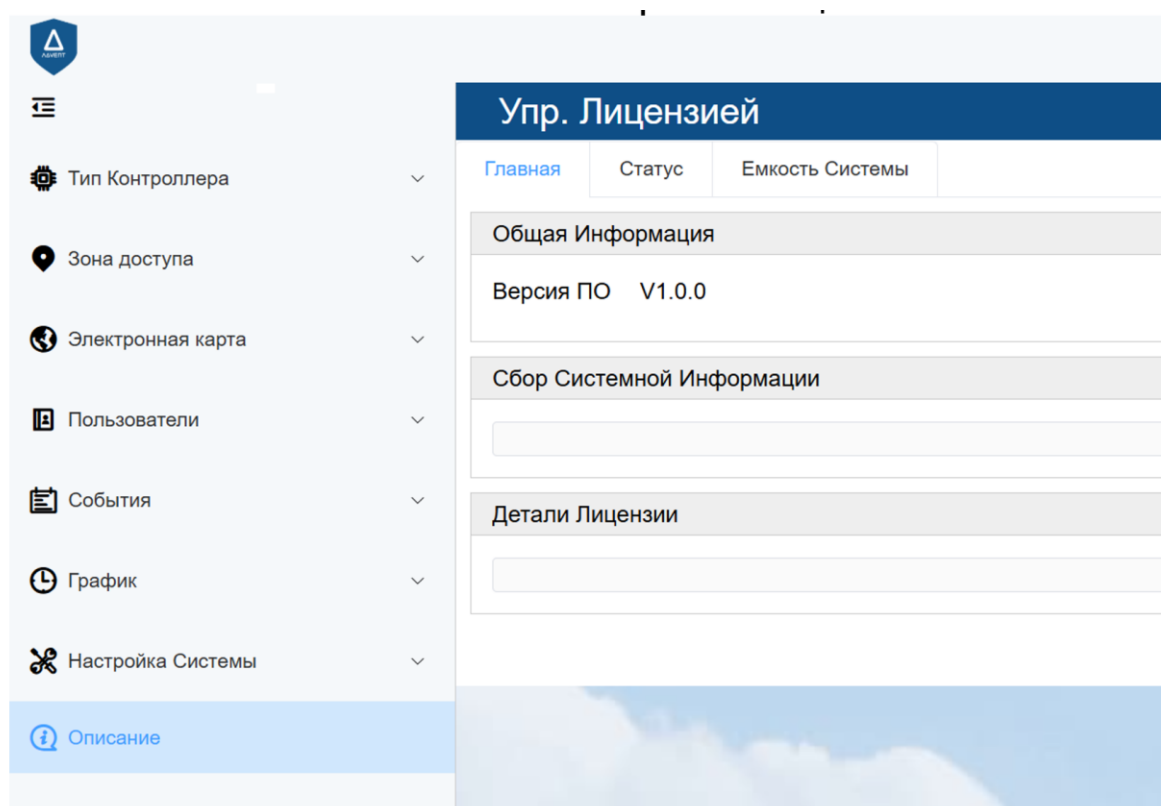 Упр. Лицензией
Тип Контроллера
Зона доступа
Электронная карта
Пользователи
События
График
Настройка Системы
Описание
Главная Статус Емкость Системы
Общая Информация
Версия ПО V1.0.0
Сбор Системной Информации
Детали Лицензии